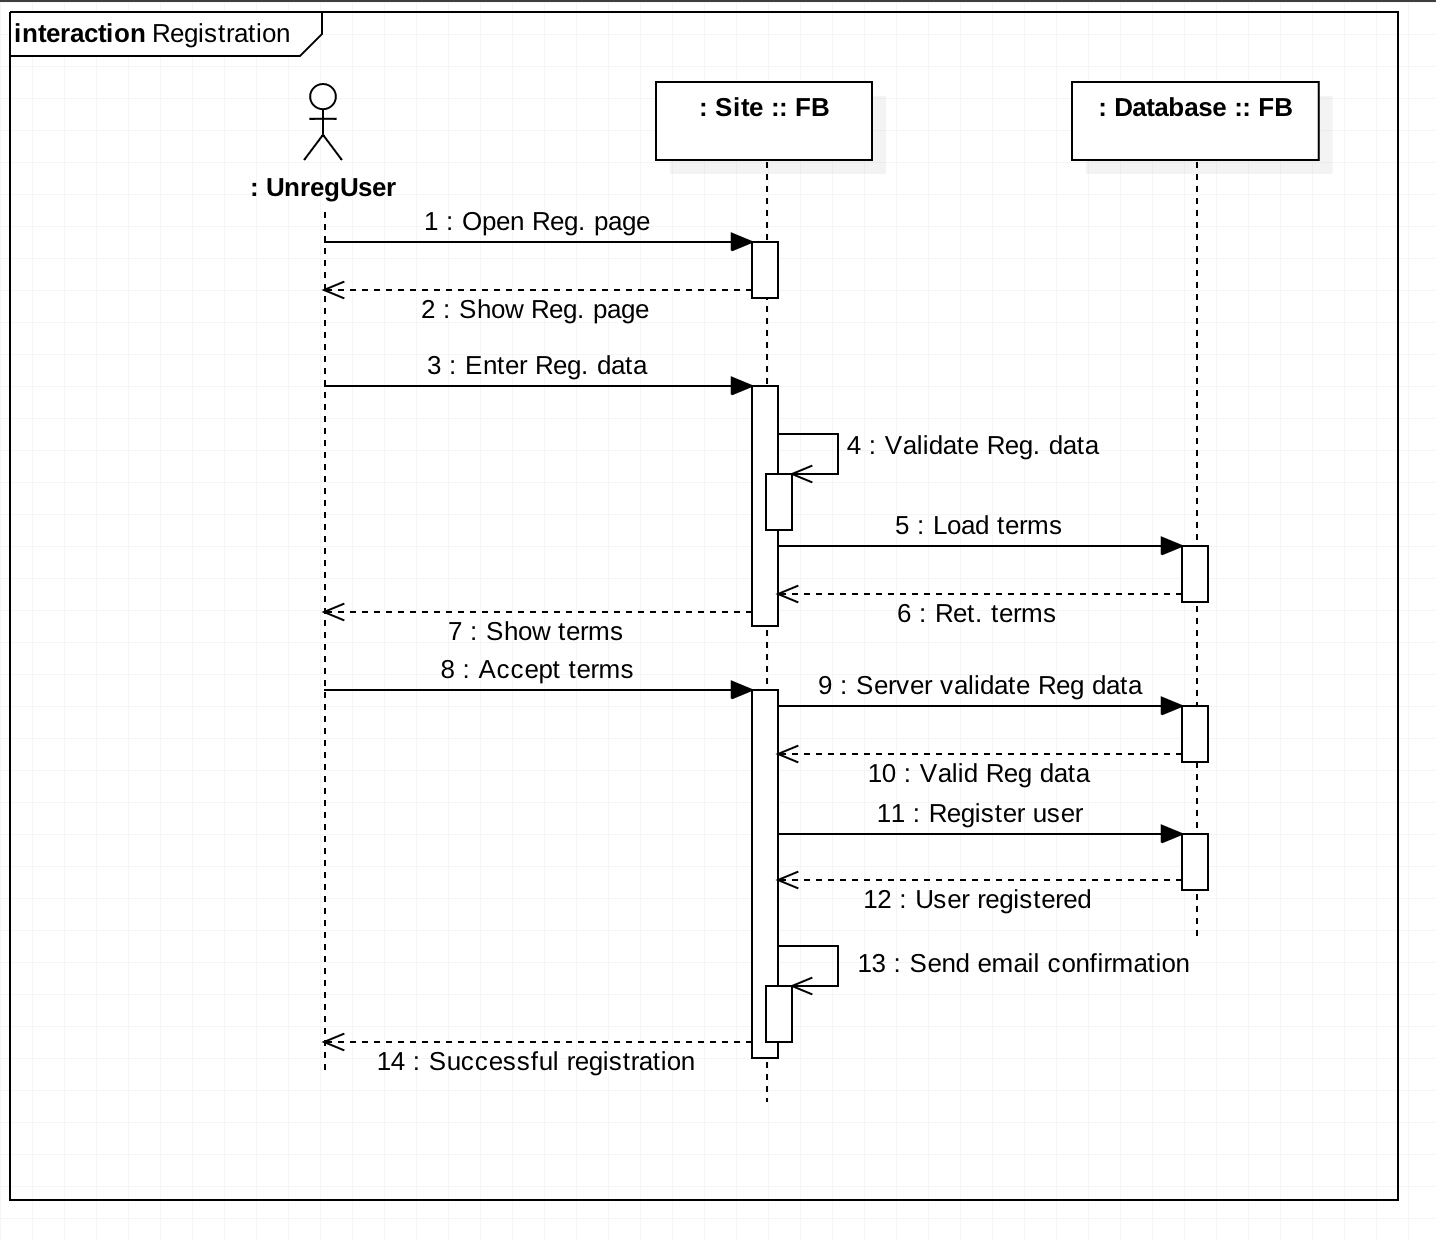 interaction Registration
: UnregUser
: Site :: FB
: Database :: FB
1 : Open Reg. page
2 : Show Reg. page
3 : Enter Reg. data
4 : Validate Reg. data
5 : Load terms
6 : Ret. terms
7 : Show terms
8 : Accept terms
9 : Server validate Reg data
10 : Valid Reg data
11 : Register user
12 : User registered
13 : Send email confirmation
14 : Successful registration